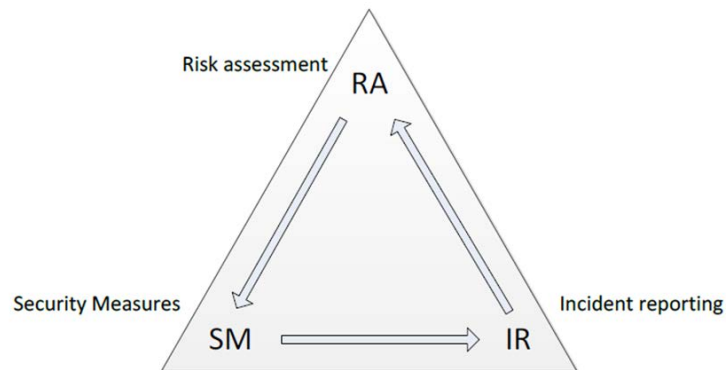 Risk assessment
RA
Security Measures
Incident reporting
SM
IR